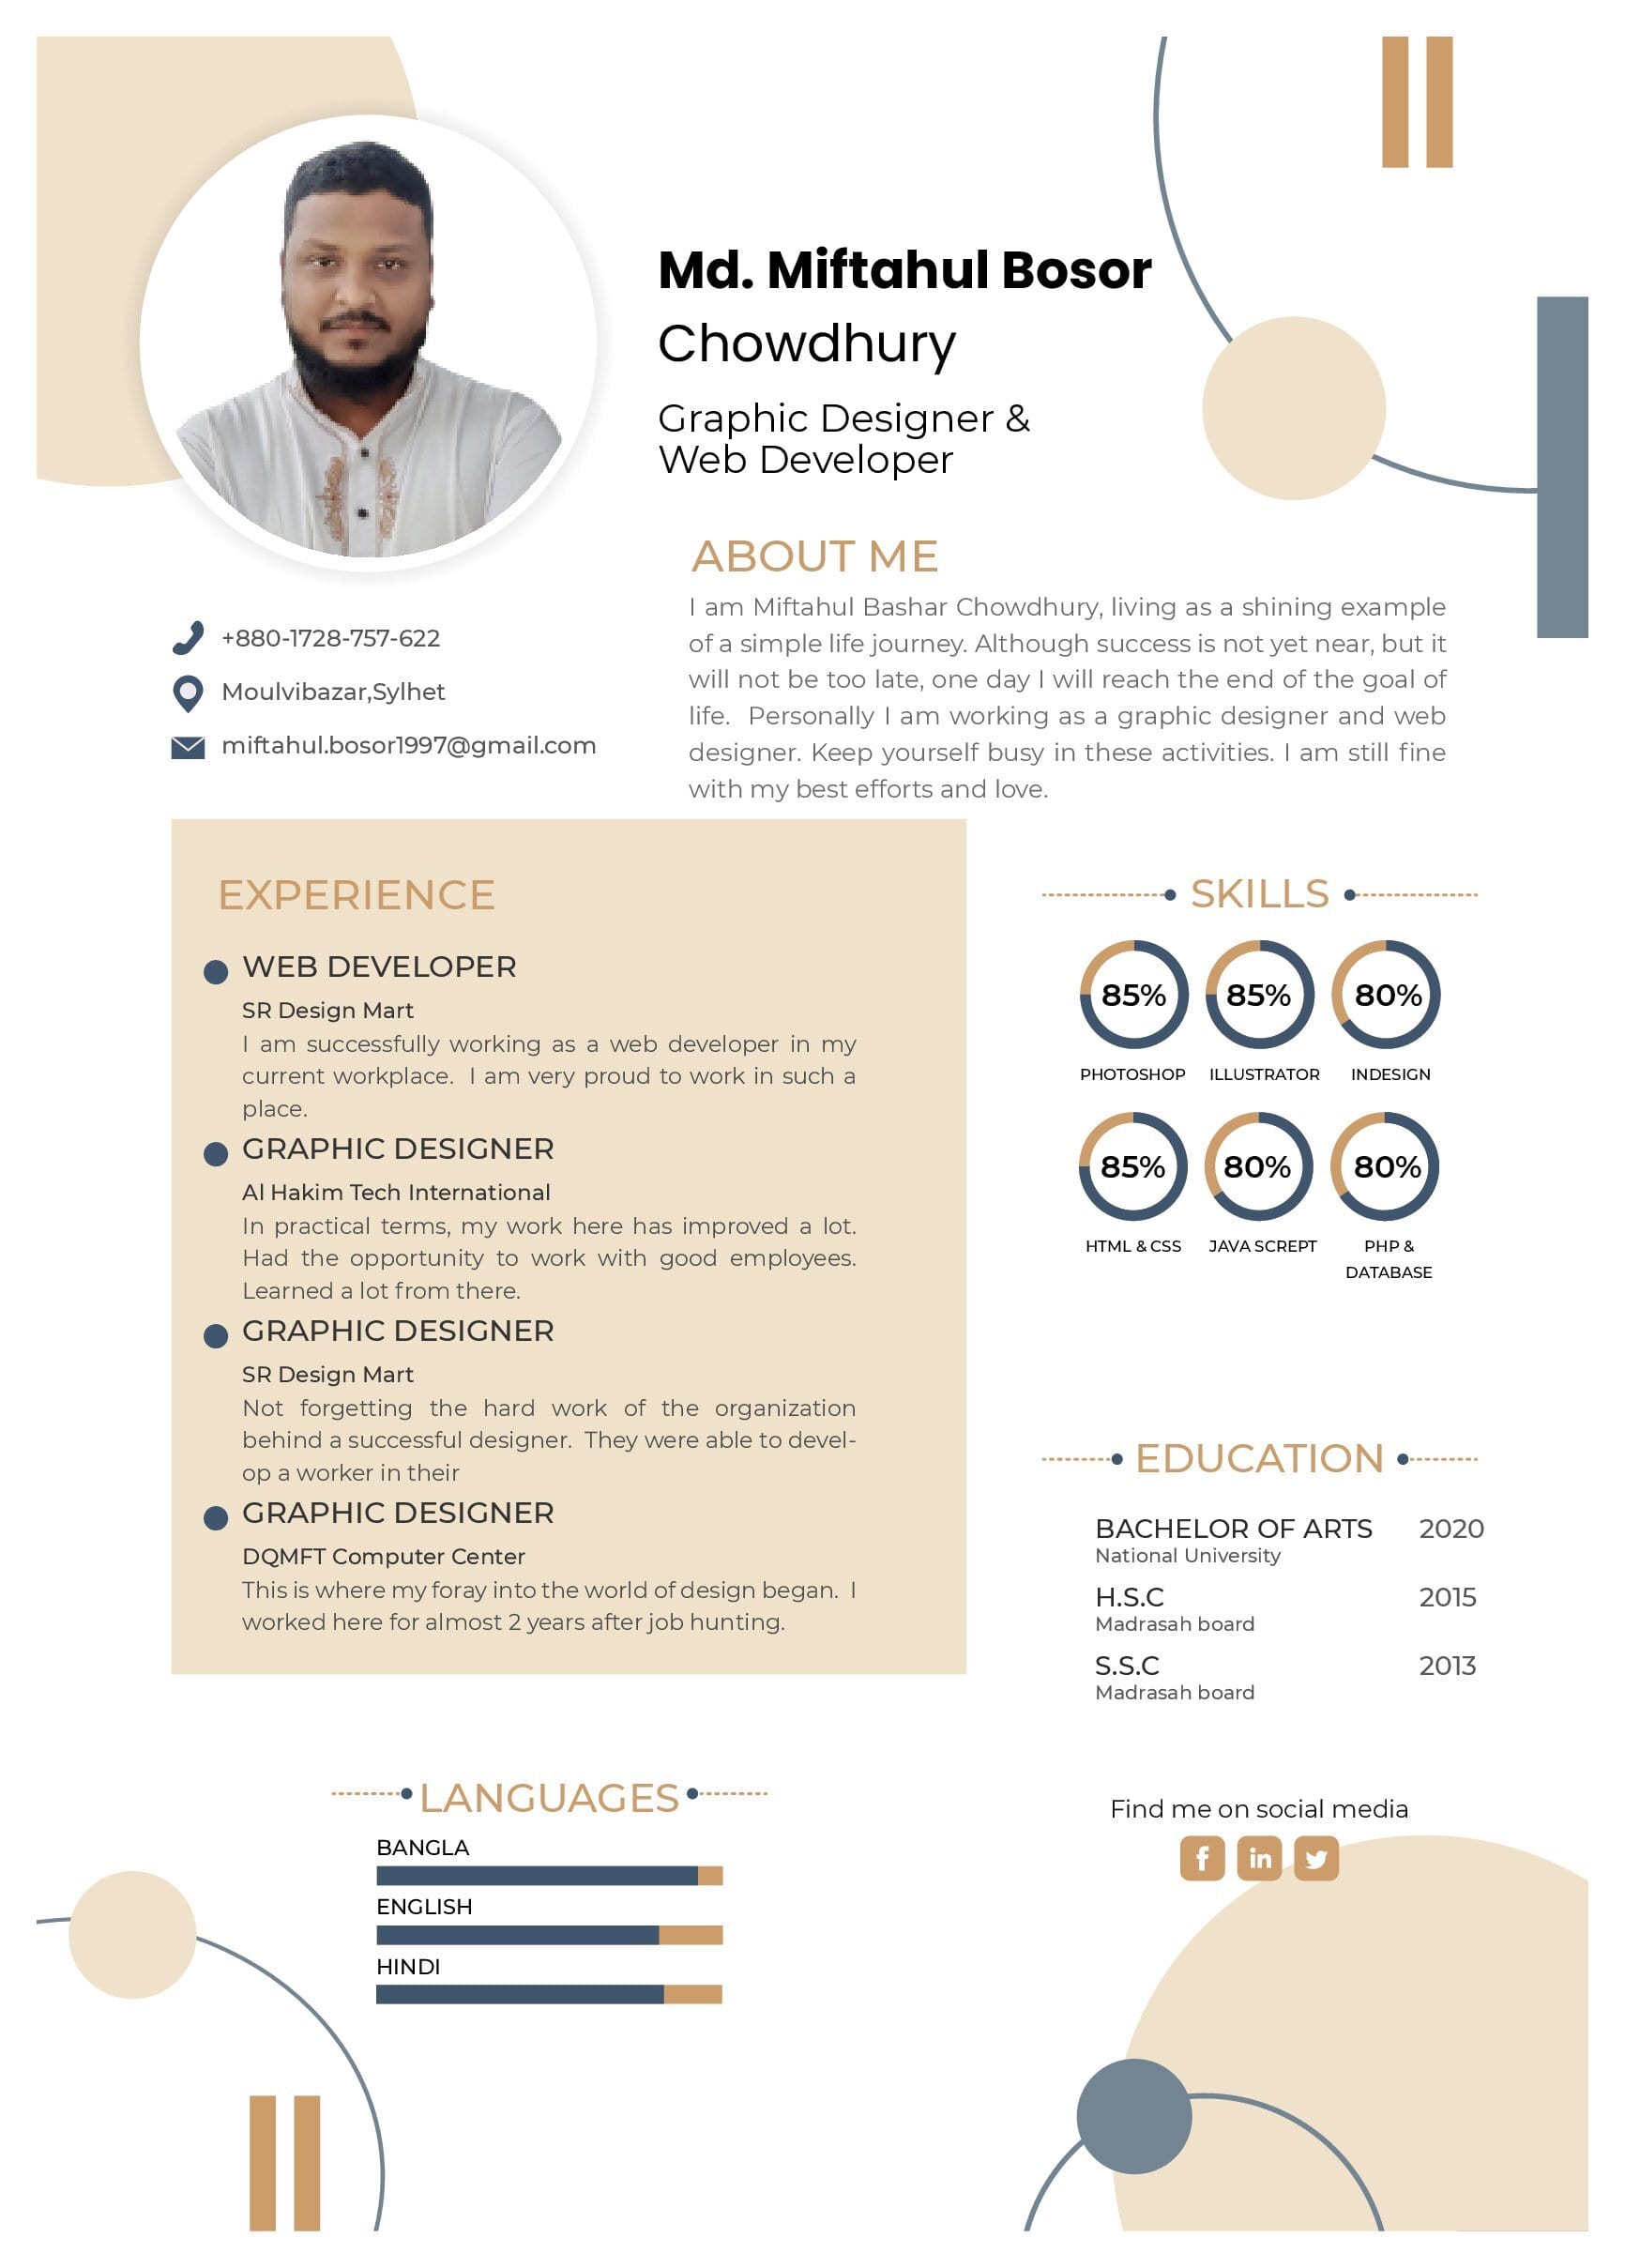 Md. Miftahul Bosor
Chowdhury
Graphic Designer &
Web Developer
+880-1728-757-622
Moulvibazar,Sylhet
miftahul.bosor1997@gmail.com
ABOUT ME
I am Miftahul Bashar Chowdhury, living as a shining example
of a simple life journey. Although success is not yet near, but it
will not be too late, one day I will reach the end of the goal of
life. Personally I am working as a graphic designer and web
designer. Keep yourself busy in these activities. I am still fine
with my best efforts and love.
EXPERIENCE
WEB DEVELOPER
SR Design Mart
I am successfully working as a web developer in my
current workplace. I am very proud to work in such a
place.
GRAPHIC DESIGNER
Al Hakim Tech International
In practical terms, my work here has improved a lot.
Had the opportunity to work with good employees.
Learned a lot from there.
GRAPHIC DESIGNER
SR Design Mart
Not forgetting the hard work of the organization
behind a successful designer. They were able to devel-
op a worker in their
GRAPHIC DESIGNER
DQMFT Computer Center
This is where my foray into the world of design began. I
worked here for almost 2 years after job hunting.
SKILLS
85% 85% 80%
PHOTOSHOP ILLUSTRATOR INDESIGN
85% 80% 80%
HTML & CSS JAVA SCREPT PHP &
DATABASE
EDUCATION
BACHELOR OF ARTS 2020
National University
H.S.C 2015
Madrasah board
S.S.C 2013
Madrasah board
LANGUAGES
BANGLA
ENGLISH
HINDI
Find me on social media
f in